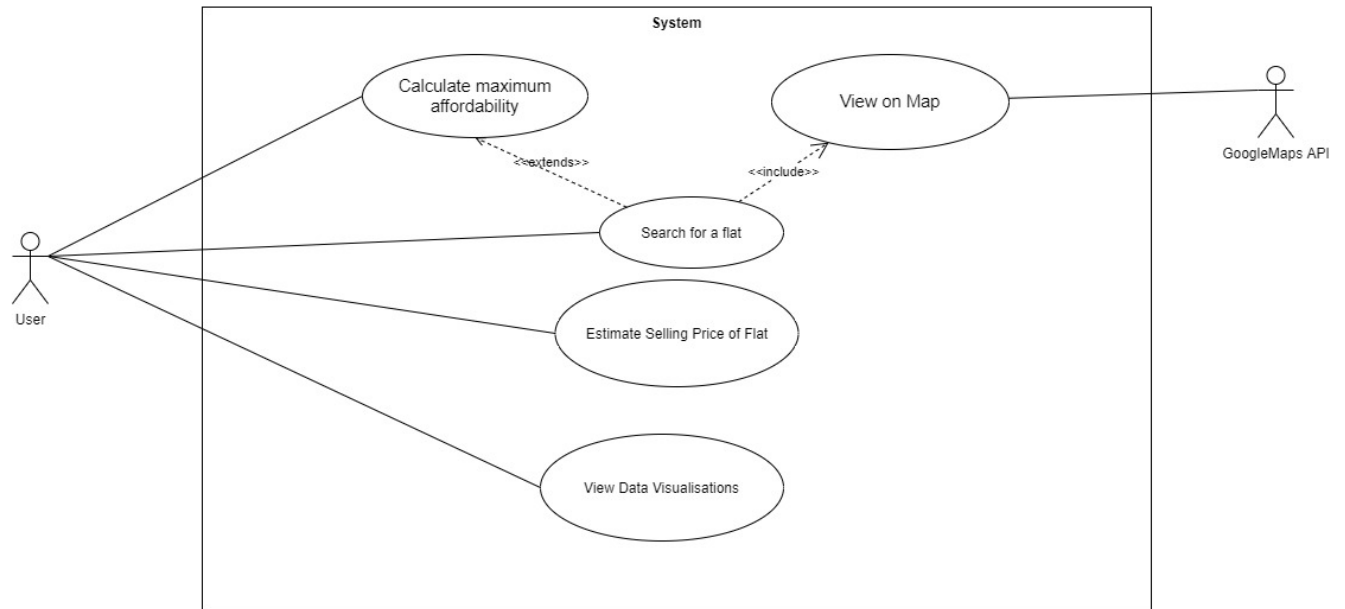 System
Calculate maximum
affordability
View on Map
GoogleMaps API
<<extends>>
<<include>>
Search for a flat
User
Estimate Selling Price of Flat
View Data Visualisations